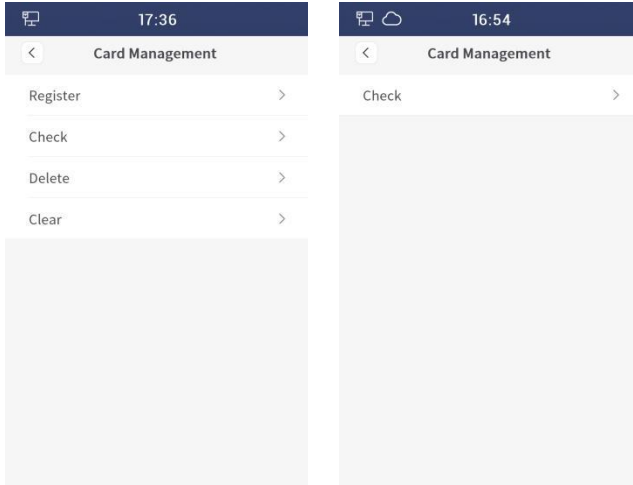 17:36
Card Management
Register
Check
Delete
Clear
16:54
Card Management
Check